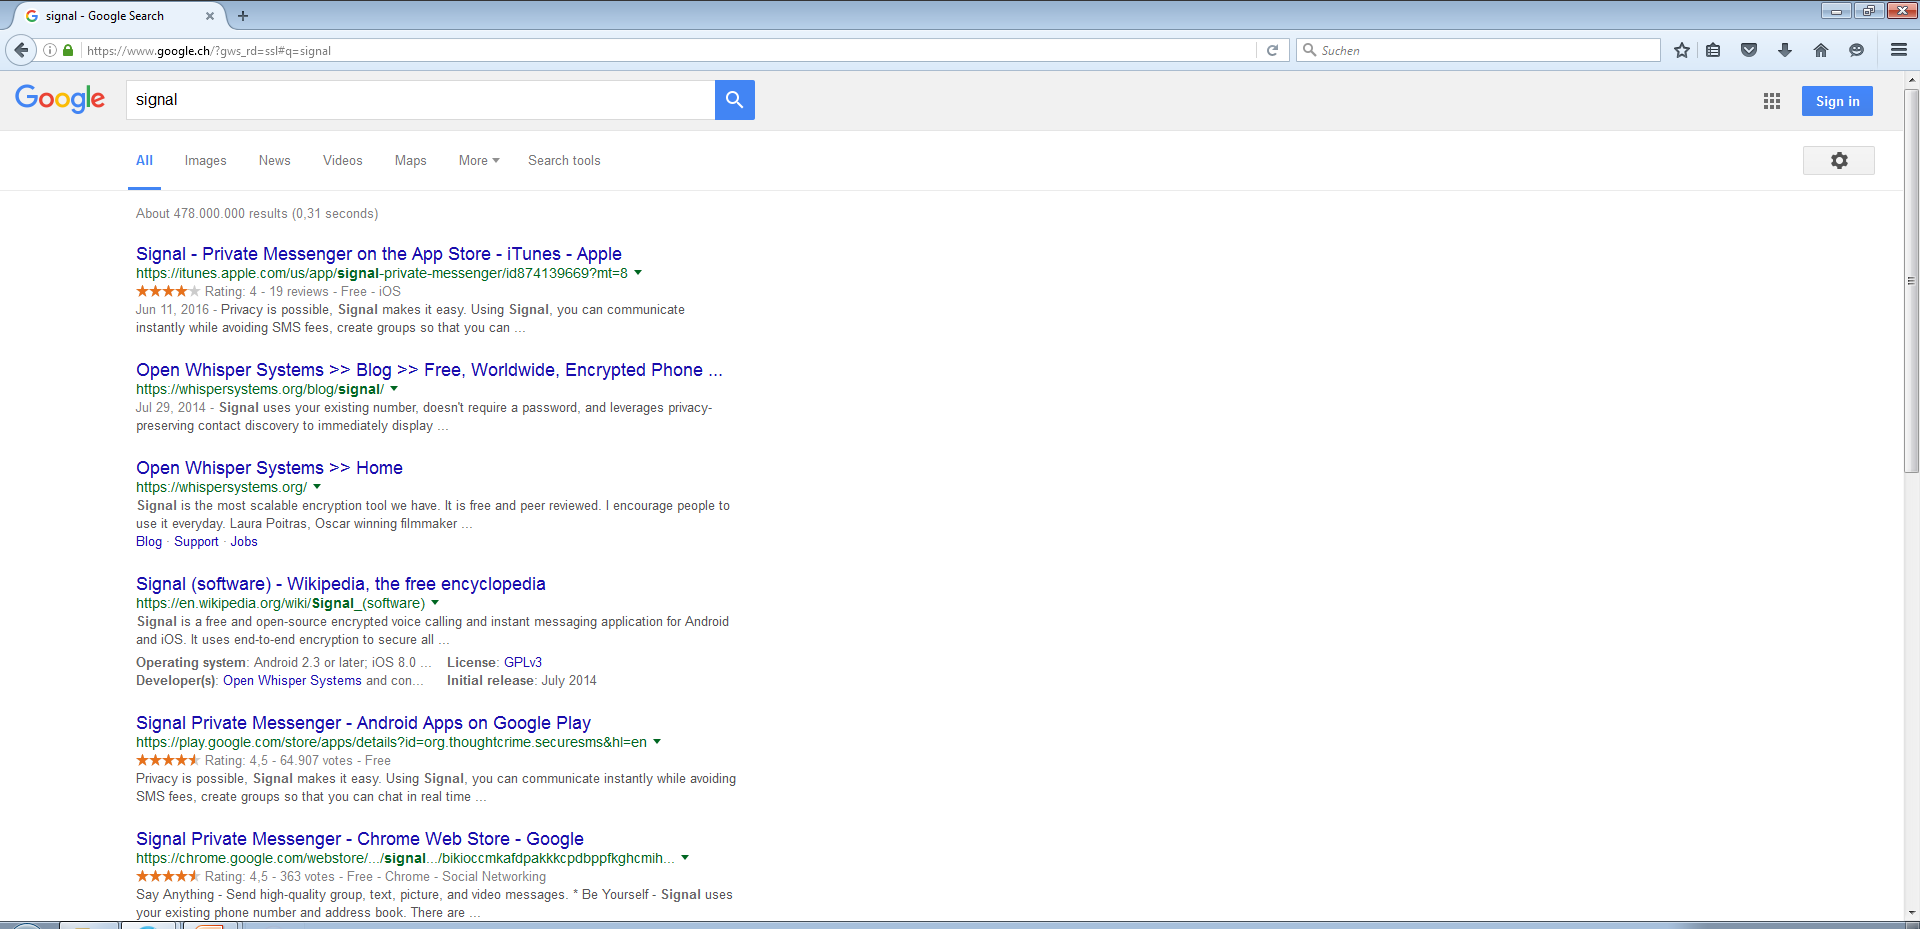 signal - Google Search
https://www.google.ch/?gws_rd=ssl#q=signal
Suchen
Google
signal
Sign in
All Images News Videos Maps More Search tools
About 478.000.000 results (0,31 seconds)
Signal - Private Messenger on the App Store - iTunes - Apple
https://itunes.apple.com/us/app/signal-private-messenger/id874139669?mt=8
Rating: 4 - 19 reviews - Free - iOS
Jun 11, 2016 - Privacy is possible, Signal makes it easy. Using Signal, you can communicate
instantly while avoiding SMS fees, create groups so that you can ...
Open Whisper Systems >> Blog >> Free, Worldwide, Encrypted Phone ...
https://whispersystems.org/blog/signal/
Jul 29, 2014 - Signal uses your existing number, doesn't require a password, and leverages privacy-
preserving contact discovery to immediately display ...
Open Whisper Systems >> Home
https://whispersystems.org/
Signal is the most scalable encryption tool we have. It is free and peer reviewed. I encourage people to
use it everyday. Laura Poitras, Oscar winning filmmaker ...
Blog · Support · Jobs
Signal (software) - Wikipedia, the free encyclopedia
https://en.wikipedia.org/wiki/Signal_(software)
Signal is a free and open-source encrypted voice calling and instant messaging application for Android
and iOS. It uses end-to-end encryption to secure all ...
Operating system: Android 2.3 or later; iOS 8.0 ... License: GPLv3
Developer(s): Open Whisper Systems and con... Initial release: July 2014
Signal Private Messenger - Android Apps on Google Play
https://play.google.com/store/apps/details?id=org.thoughtcrime.securesms&hl=en
Rating: 4,5 - 64.907 votes - Free
Privacy is possible, Signal makes it easy. Using Signal, you can communicate instantly while avoiding
SMS fees, create groups so that you can chat in real time ...
Signal Private Messenger - Chrome Web Store - Google
https://chrome.google.com/webstore/.../signal.../bikioccmkafdpakkkcpdbppfkghcmih...
Rating: 4,5 - 363 votes - Free - Chrome - Social Networking
Say Anything - Send high-quality group, text, picture, and video messages. * Be Yourself - Signal uses
your existing phone number and address book. There are ...